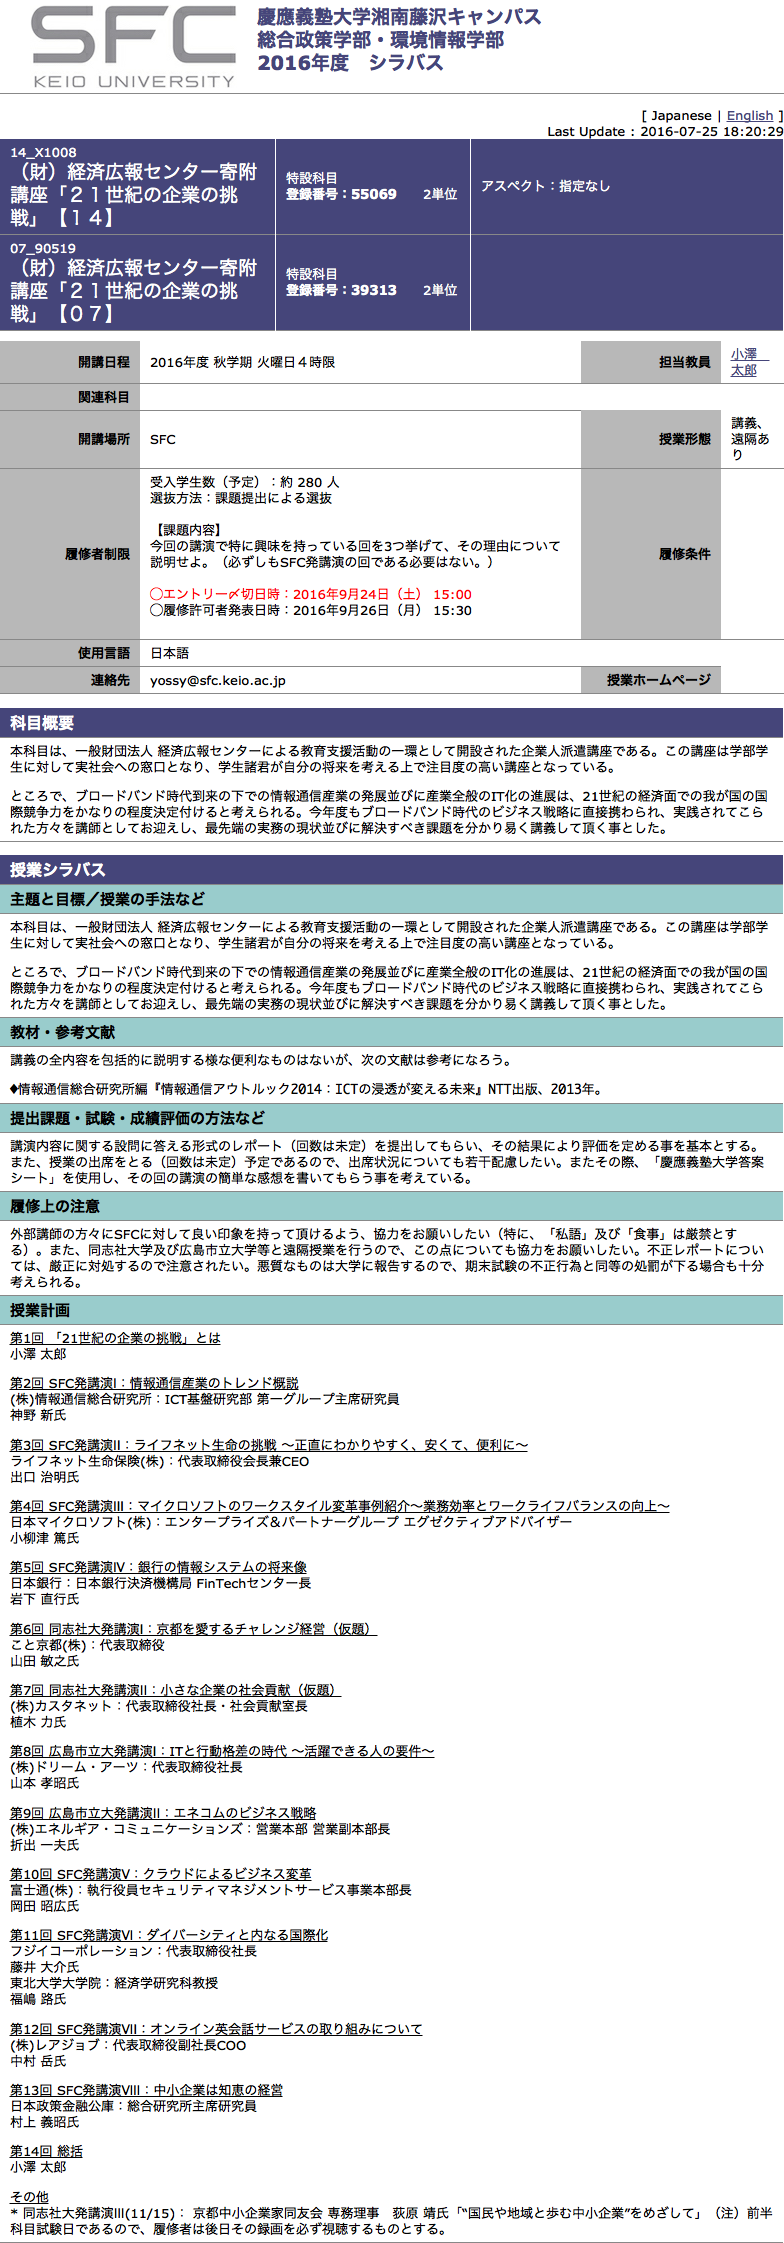 SFC
KEIO UNIVERSITY
慶應義塾大学湘南藤沢キャンパス
総合政策学部・環境情報学部
2016年度　シラバス
[ Japanese | English ]
Last Update : 2016-07-25 18:20:29
14_X1008
（財）経済広報センター寄附
講座「２１世紀の企業の挑
戦」【１４】
特設科目
登録番号：55069 2単位
アスペクト：指定なし
07_90519
（財）経済広報センター寄附
講座「２１世紀の企業の挑
戦」【０７】
特設科目
登録番号：39313 2単位
開講日程 2016年度 秋学期 火曜日４時限
担当教員
小澤
太郎
関連科目
開講場所 SFC
授業形態
講義、
遠隔あ
り
履修者制限
受入学生数（予定）：約 280 人
選抜方法：課題提出による選抜
【課題内容】
今回の講演で特に興味を持っている回を3つ挙げて、その理由について
説明せよ。（必ずしもSFC発講演の回である必要はない。）
◯エントリー〆切日時：2016年9月24日（土） 15:00
◯履修許可者発表日時：2016年9月26日（月） 15:30
履修条件
使用言語 日本語
連絡先 yossy@sfc.keio.ac.jp
授業ホームページ
科目概要
本科目は、一般財団法人 経済広報センターによる教育支援活動の一環として開設された企業人派遣講座である。この講座は学部学
生に対して実社会への窓口となり、学生諸君が自分の将来を考える上で注目度の高い講座となっている。
ところで、ブロードバンド時代到来の下での情報通信産業の発展並びに産業全般のIT化の進展は、21世紀の経済面での我が国の国
際競争力をかなりの程度決定付けると考えられる。今年度もブロードバンド時代のビジネス戦略に直接携わられ、実践されてこら
れた方々を講師としてお迎えし、最先端の実務の現状並びに解決すべき課題を分かり易く講義して頂く事とした。
授業シラバス
主題と目標／授業の手法など
本科目は、一般財団法人 経済広報センターによる教育支援活動の一環として開設された企業人派遣講座である。この講座は学部学
生に対して実社会への窓口となり、学生諸君が自分の将来を考える上で注目度の高い講座となっている。
ところで、ブロードバンド時代到来の下での情報通信産業の発展並びに産業全般のIT化の進展は、21世紀の経済面での我が国の国
際競争力をかなりの程度決定付けると考えられる。今年度もブロードバンド時代のビジネス戦略に直接携わられ、実践されてこら
れた方々を講師としてお迎えし、最先端の実務の現状並びに解決すべき課題を分かり易く講義して頂く事とした。
教材・参考文献
講義の全内容を包括的に説明する様な便利なものはないが、次の文献は参考になろう。
♦情報通信総合研究所編『情報通信アウトルック2014：ICTの浸透が変える未来』NTT出版、2013年。
提出課題・試験・成績評価の方法など
講演内容に関する設問に答える形式のレポート（回数は未定）を提出してもらい、その結果により評価を定める事を基本とする。
また、授業の出席をとる（回数は未定）予定であるので、出席状況についても若干配慮したい。またその際、「慶應義塾大学答案
シート」を使用し、その回の講演の簡単な感想を書いてもらう事を考えている。
履修上の注意
外部講師の方々にSFCに対して良い印象を持って頂けるよう、協力をお願いしたい（特に、「私語」及び「食事」は厳禁とす
る）。また、同志社大学及び広島市立大学等と遠隔授業を行うので、この点についても協力をお願いしたい。不正レポートについ
ては、厳正に対処するので注意されたい。悪質なものは大学に報告するので、期末試験の不正行為と同等の処罰が下る場合も十分
考えられる。
授業計画
第1回 「21世紀の企業の挑戦」とは
小澤 太郎
第2回 SFC発講演I：情報通信産業のトレンド概説
(株)情報通信総合研究所：ICT基盤研究部 第一グループ主席研究員
神野 新氏
第3回 SFC発講演II：ライフネット生命の挑戦 ～正直にわかりやすく、安くて、便利に～
ライフネット生命保険(株)：代表取締役会長兼CEO
出口 治明氏
第4回 SFC発講演III：マイクロソフトのワークスタイル変革事例紹介～業務効率とワークライフバランスの向上～
日本マイクロソフト(株)：エンタープライズ＆パートナーグループ エグゼクティブアドバイザー
小柳津 篤氏
第5回 SFC発講演IV：銀行の情報システムの将来像
日本銀行：日本銀行決済機構局 FinTechセンター長
岩下 直行氏
第6回 同志社大発講演I：京都を愛するチャレンジ経営（仮題）
こと京都(株)：代表取締役
山田 敏之氏
第7回 同志社大発講演II：小さな企業の社会貢献（仮題）
(株)カスタネット：代表取締役社長・社会貢献室長
植木 力氏
第8回 広島市立大発講演I：ITと行動格差の時代 ～活躍できる人の要件～
(株)ドリーム・アーツ：代表取締役社長
山本 孝昭氏
第9回 広島市立大発講演II：エネコムのビジネス戦略
(株)エネルギア・コミュニケーションズ：営業本部 営業副本部長
折出 一夫氏
第10回 SFC発講演V：クラウドによるビジネス変革
富士通(株)：執行役員セキュリティマネジメントサービス事業本部長
岡田 昭広氏
第11回 SFC発講演VI：ダイバーシティと内なる国際化
フジイコーポレーション：代表取締役社長
藤井 大介氏
東北大学大学院：経済学研究科教授
福嶋 路氏
第12回 SFC発講演VII：オンライン英会話サービスの取り組みについて
(株)レアジョブ：代表取締役副社長COO
中村 岳氏
第13回 SFC発講演VIII：中小企業は知恵の経営
日本政策金融公庫：総合研究所主席研究員
村上 義昭氏
第14回 総括
小澤 太郎
その他
* 同志社大発講演III(11/15)： 京都中小企業家同友会 専務理事　荻原 靖氏「“国民や地域と歩む中小企業”をめざして」（注）前半
科目試験日であるので、履修者は後日その録画を必ず視聴するものとする。